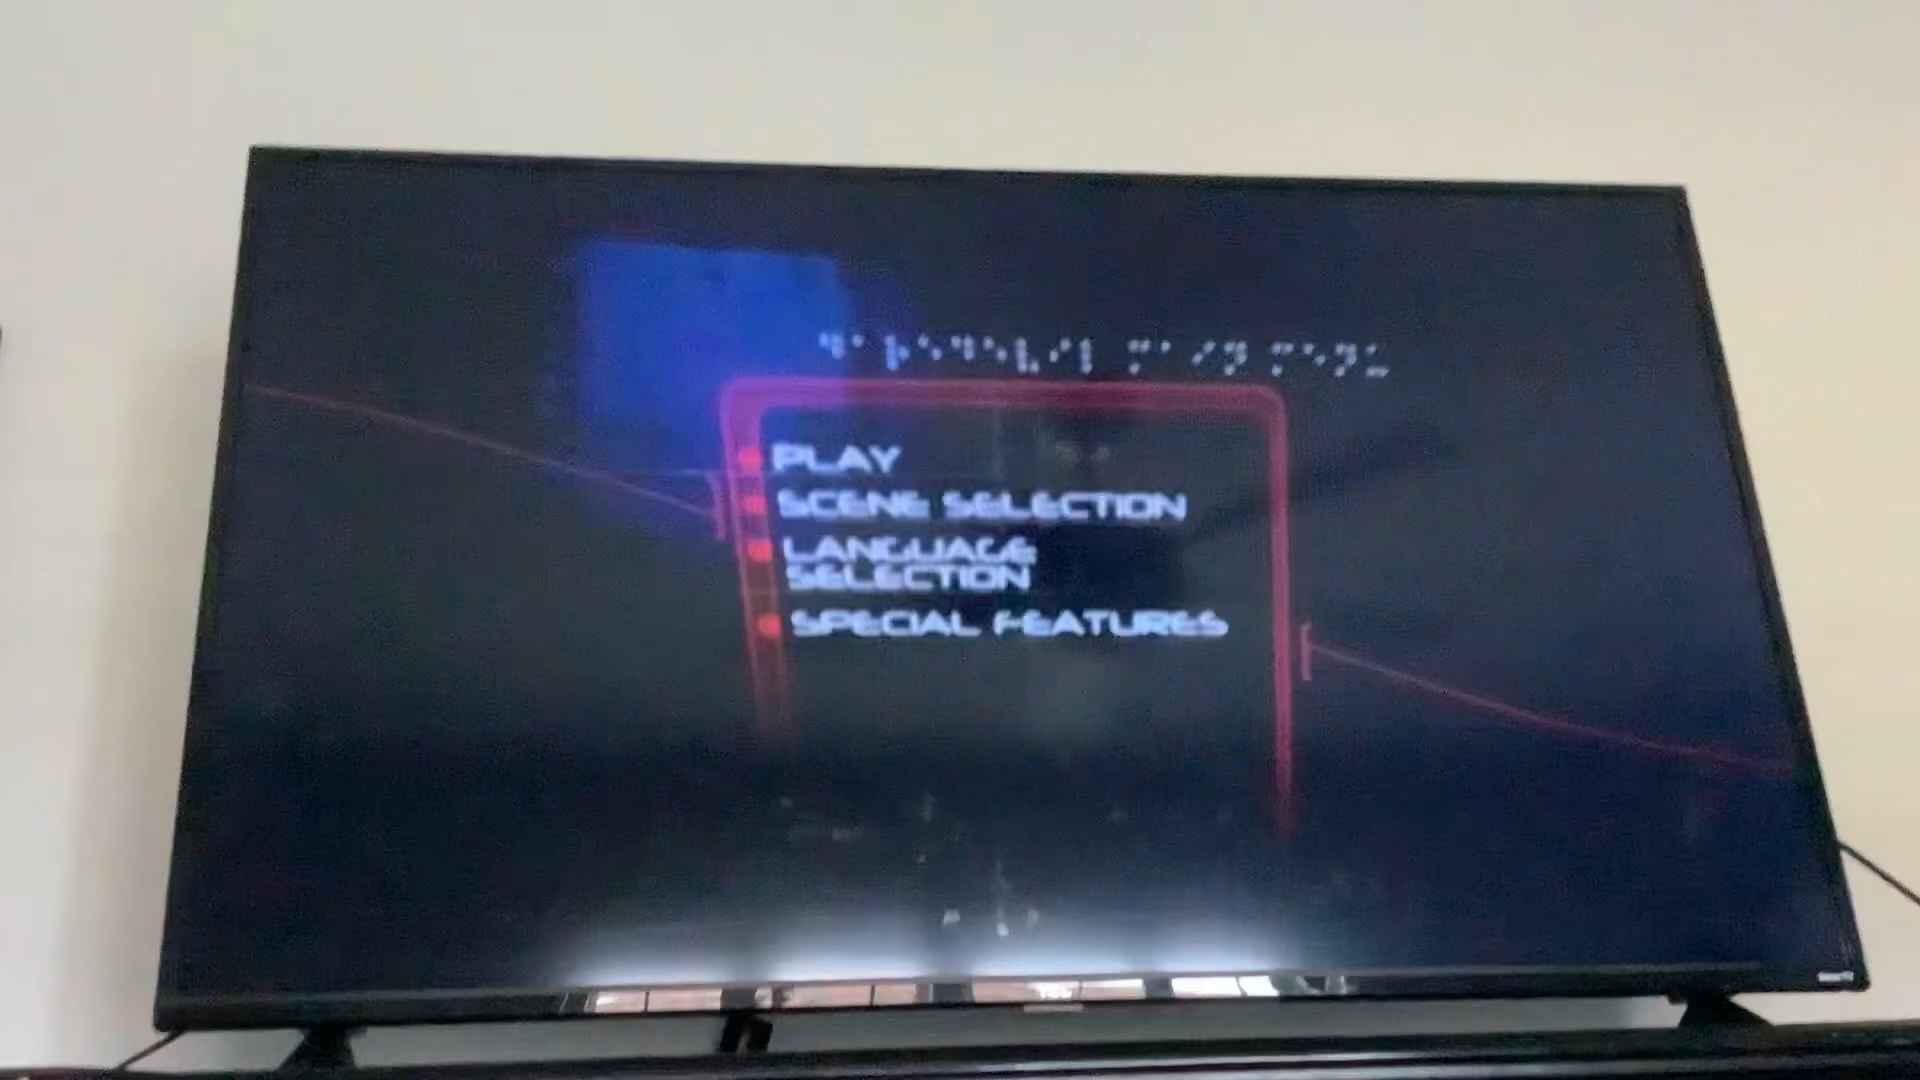 PLAY
SCENE SELECTION
LANGUAGE
SELECTION
SPECIAL FEATURES